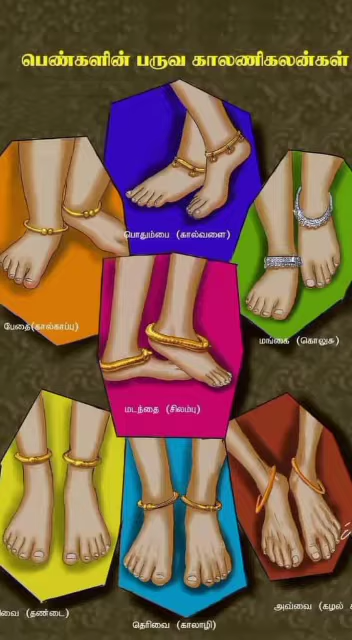 பெண்களின் பருவ காலணிகலன்கள்
பெதும்பை (கால்வளை)
பேதை(கால்காப்பு)
மங்கை (கொலுசு)
மடந்தை (சிலம்பு)
(தண்டை)
தெரிவை (காலாழி)
அவ்வை (கழல்